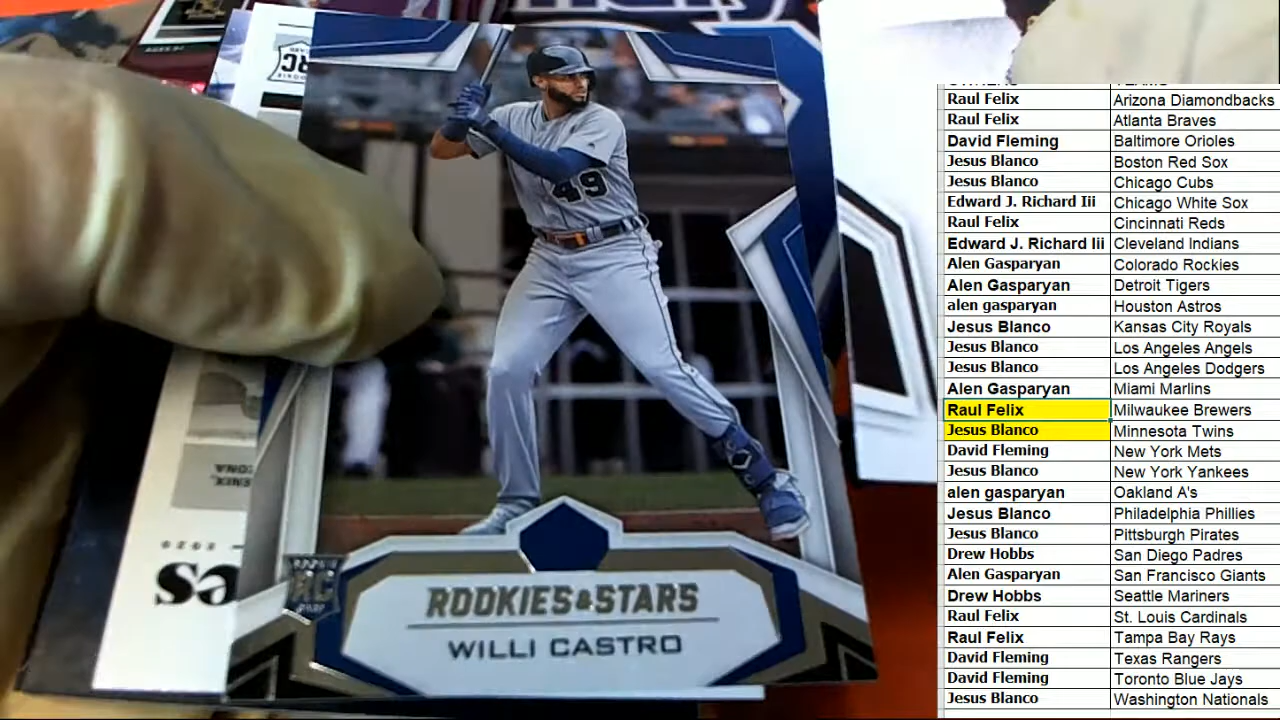 RC
49
ROOKIES & STARS
WILLI CASTRO
RC
Raul Felix Arizona Diamondbacks
Raul Felix Atlanta Braves
David Fleming Baltimore Orioles
Jesus Blanco Boston Red Sox
Jesus Blanco Chicago Cubs
Edward J. Richard Iii Chicago White Sox
Raul Felix Cincinnati Reds
Edward J. Richard Iii Cleveland Indians
Alen Gasparyan Colorado Rockies
Alen Gasparyan Detroit Tigers
alen gasparyan Houston Astros
Jesus Blanco Kansas City Royals
Jesus Blanco Los Angeles Angels
Jesus Blanco Los Angeles Dodgers
Alen Gasparyan Miami Marlins
Raul Felix Milwaukee Brewers
Jesus Blanco Minnesota Twins
David Fleming New York Mets
Jesus Blanco New York Yankees
alen gasparyan Oakland A's
Jesus Blanco Philadelphia Phillies
Jesus Blanco Pittsburgh Pirates
Drew Hobbs San Diego Padres
Alen Gasparyan San Francisco Giants
Drew Hobbs Seattle Mariners
Raul Felix St. Louis Cardinals
Raul Felix Tampa Bay Rays
David Fleming Texas Rangers
David Fleming Toronto Blue Jays
Jesus Blanco Washington Nationals